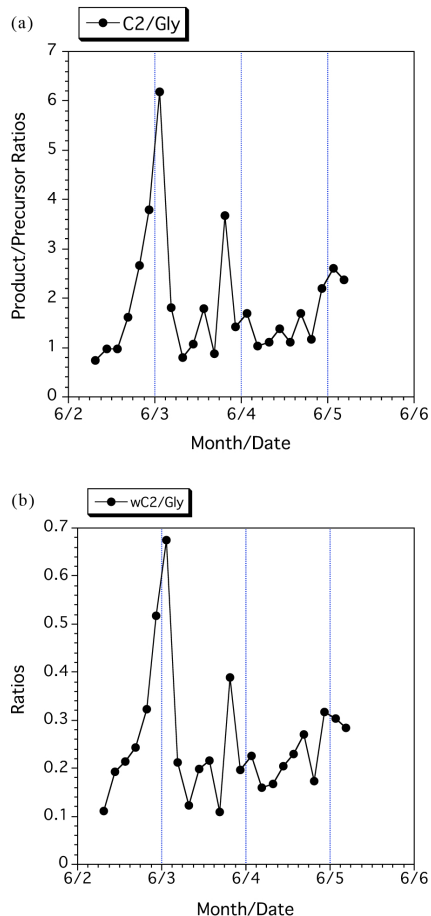 (a)
C2/Gly
7
6
5
4
3
2
1
0
Product/Precursor Ratios
6/2 6/3 6/4 6/5 6/6
Month/Date
(b)
wC2/Gly
0.7
0.6
0.5
0.4
0.3
0.2
0.1
0
Ratios
6/2 6/3 6/4 6/5 6/6
Month/Date